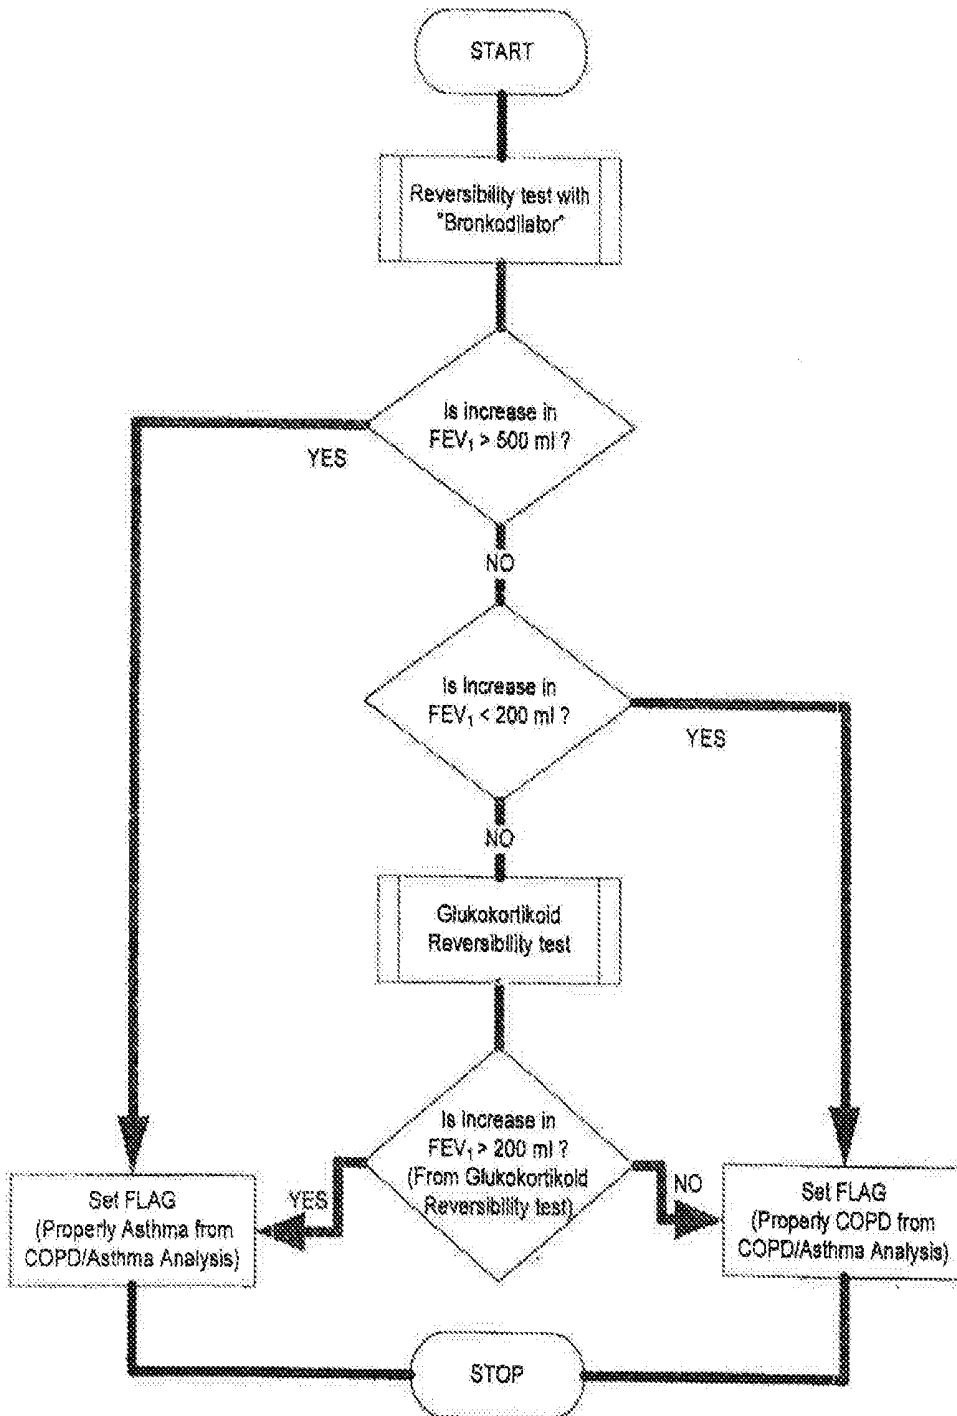 START
Reversibility test with
"Bronkodilator"
Is increase in
FEV₁ > 500 ml ?
YES
NO
Is Increase in
FEV₁ < 200 ml ?
YES
NO
Glukokortikoid
Reversibility test
Is Increase in
FEV₁ > 200 ml ?
(From Glukokortikoid
Reversibility test)
YES
NO
Set FLAG
(Properly Asthma from
COPD/Asthma Analysis)
Set FLAG
(Properly COPD from
COPD/Asthma Analysis)
STOP